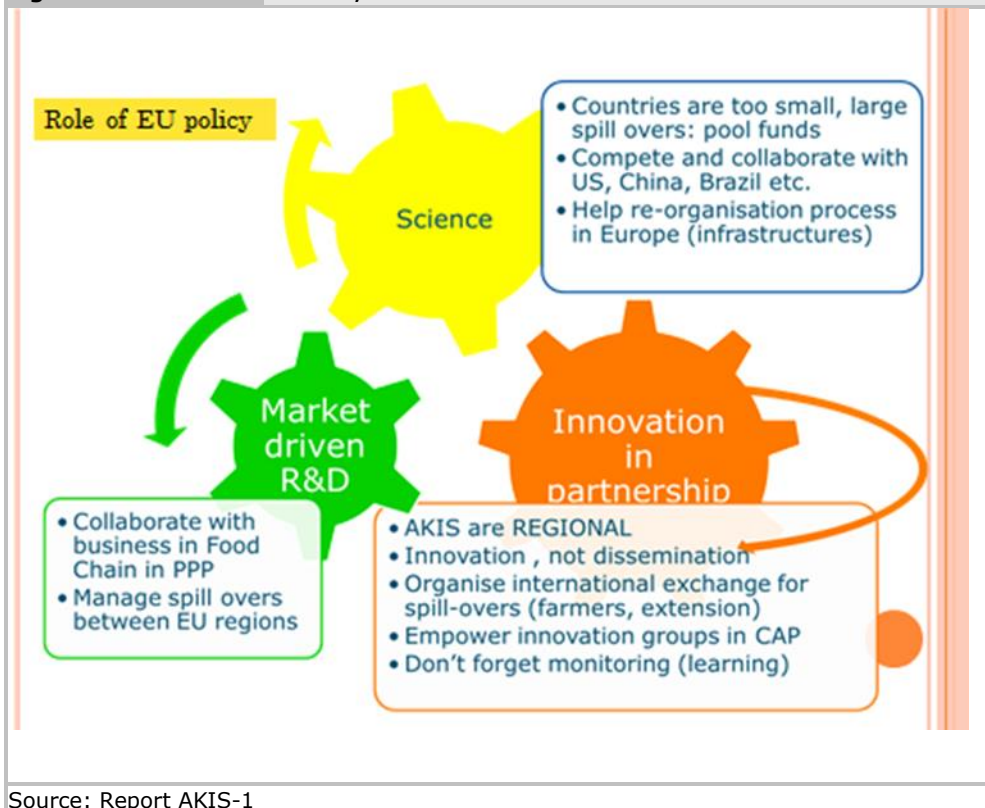 Role of EU policy
Science
• Countries are too small, large
spill overs: pool funds
• Compete and collaborate with
US, China, Brazil etc.
• Help re-organisation process
in Europe (infrastructures)
Market
driven
R&D
• Collaborate with
business in Food
Chain in PPP
• Manage spill overs
between EU regions
Innovation
in
partnership
• AKIS are REGIONAL
• Innovation , not dissemination
• Organise international exchange for
spill-overs (farmers, extension)
• Empower innovation groups in CAP
• Don't forget monitoring (learning)
Source: Report AKIS-1